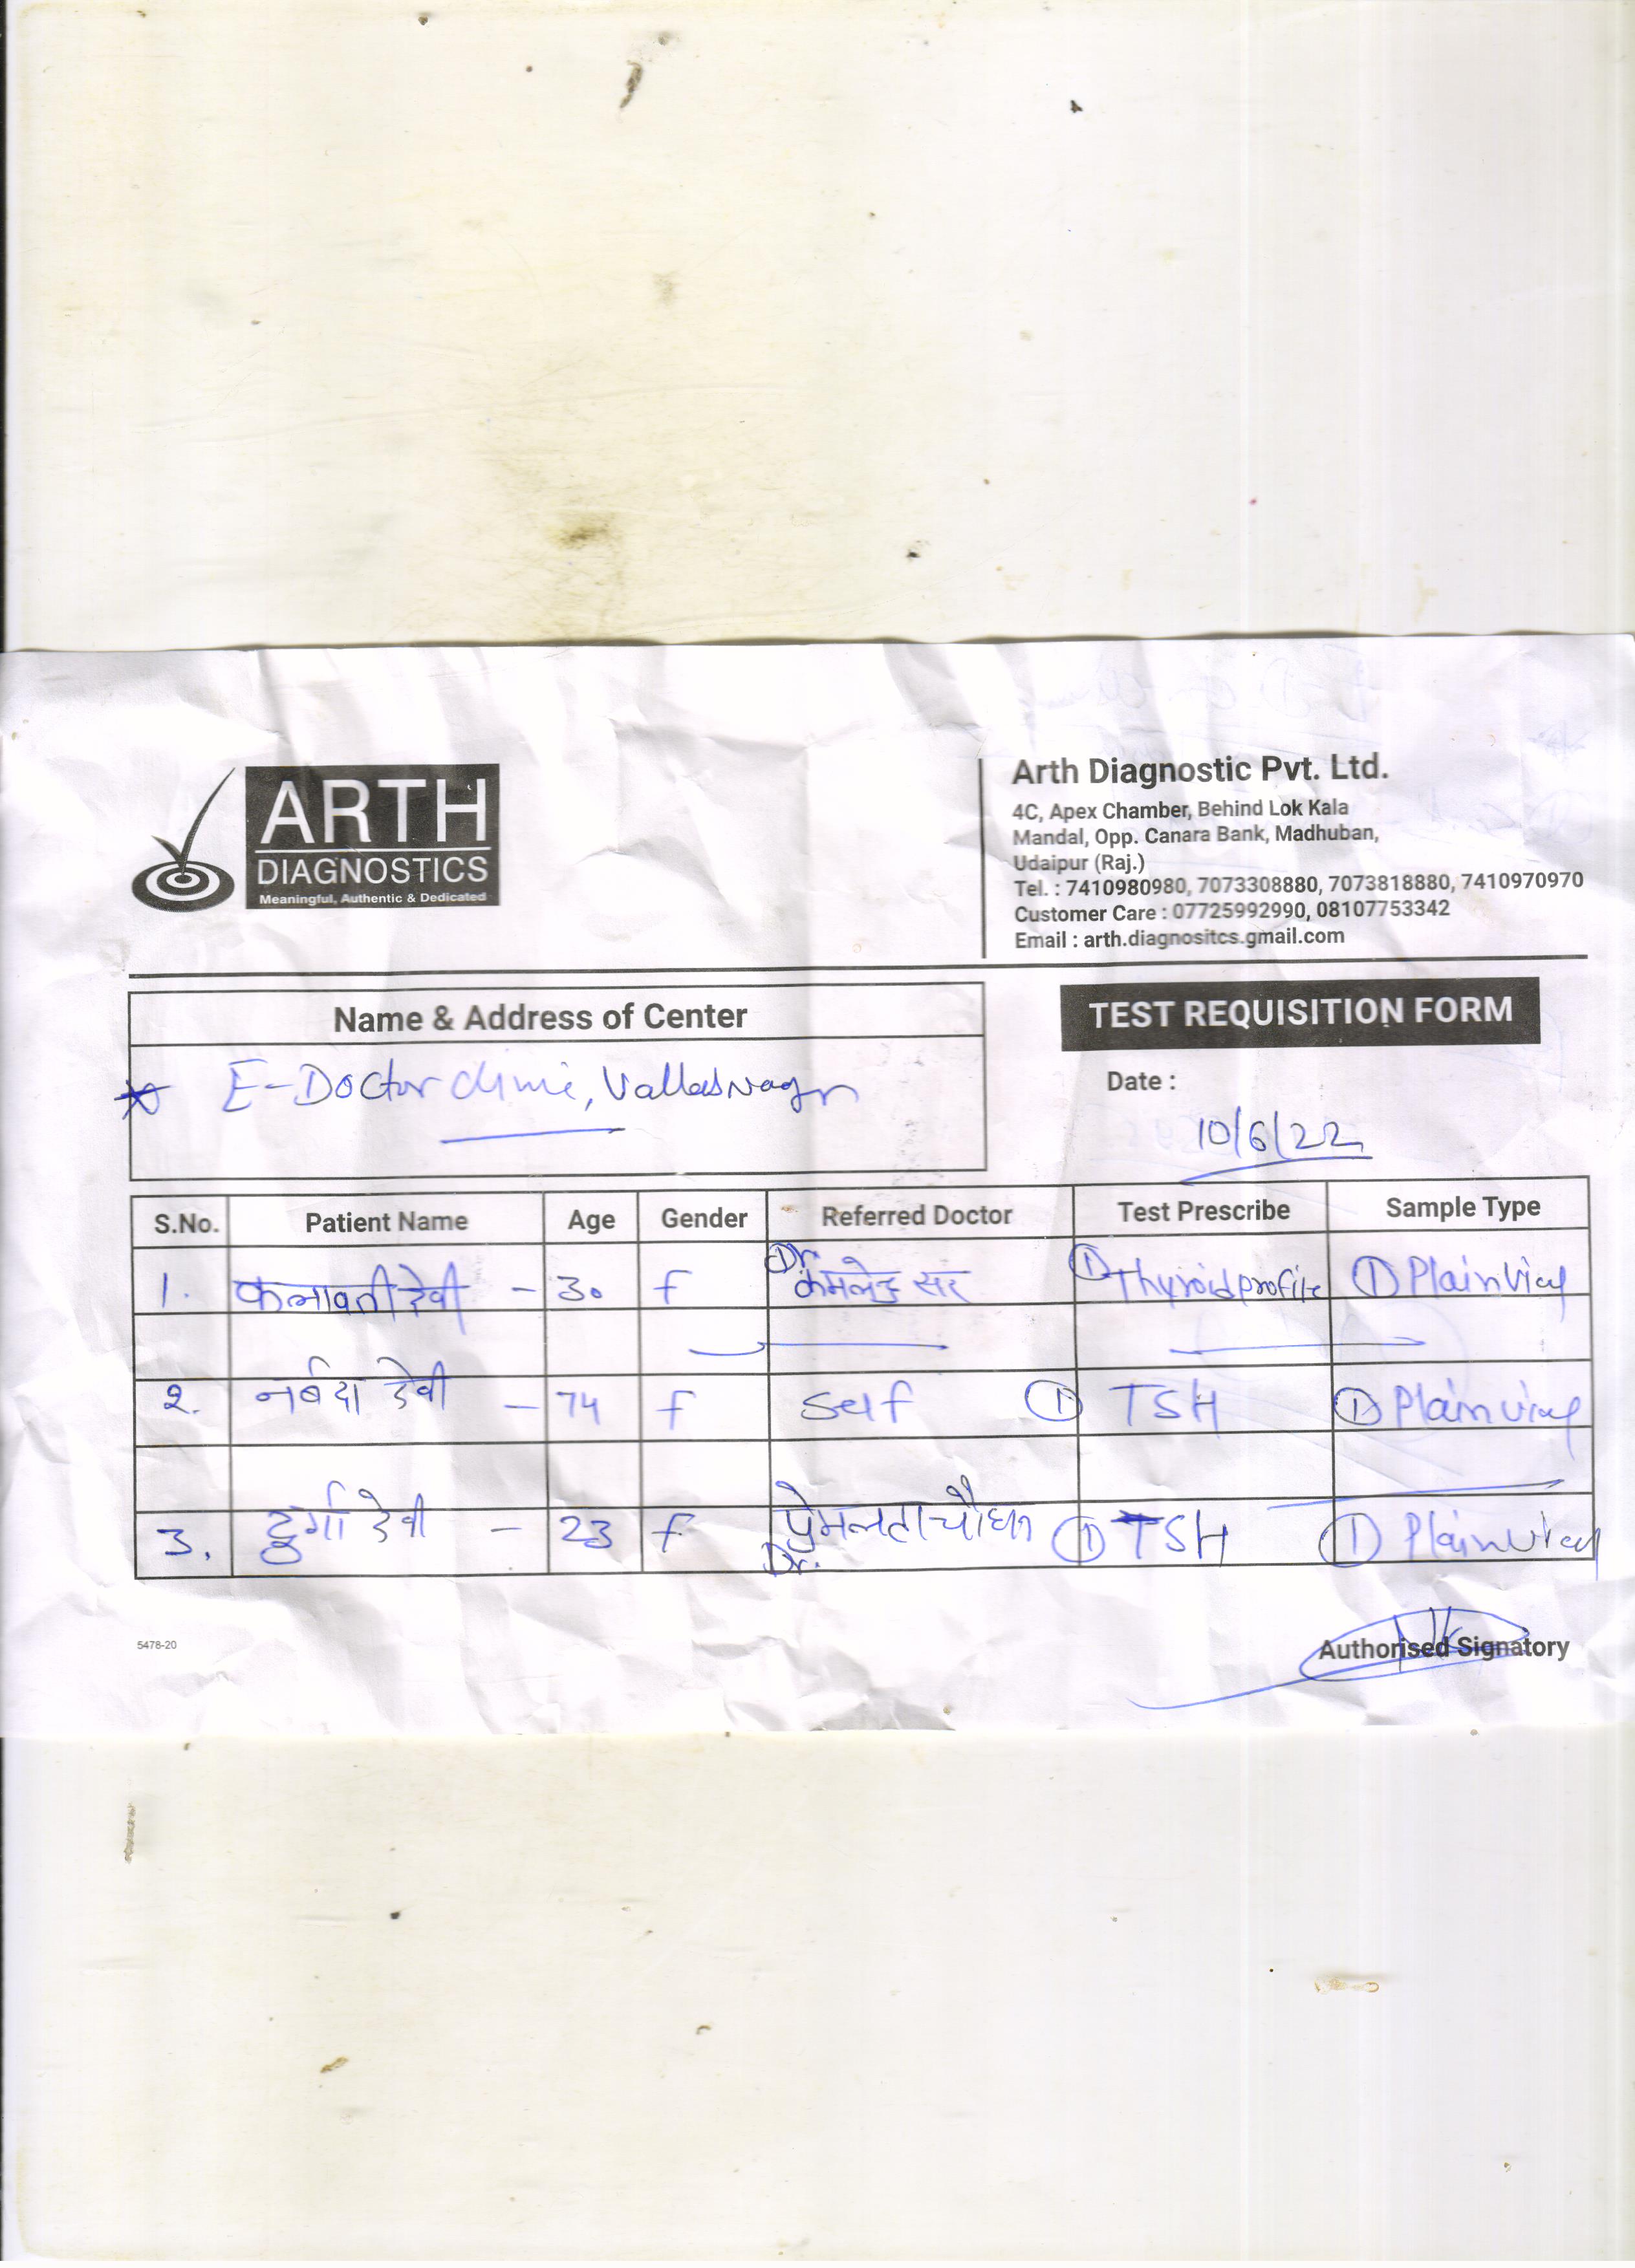 ARTH
DIAGNOSTICS
Meaningful, Authentic & Dedicated
Arth Diagnostic Pvt. Ltd.
4C, Apex Chamber, Behind Lok Kala
Mandal, Opp. Canara Bank, Madhuban,
Udaipur (Raj.)
Tel. : 7410980980, 7073308880, 7073818880, 7410970970
Customer Care : 07725992990, 08107753342
Email : arth.diagnositcs.gmail.com
Name & Address of Center
E-Doctor clinic,
TEST REQUISITION FORM
Date :
10/6/22
S.No. Patient Name Age Gender Referred Doctor Test Prescribe Sample Type
1. कलावती देवी - 30 F Dr. कमलेन्द्र सर ① Thyroid profile ① Plain Vial
2. नर्बदा देवी - 74 F Self ① TSH ① Plain vial
3. दुर्गा देवी - 23 F Dr. प्रेमलता ① TSH ① Plain vial
5478-20
Authorised Signatory